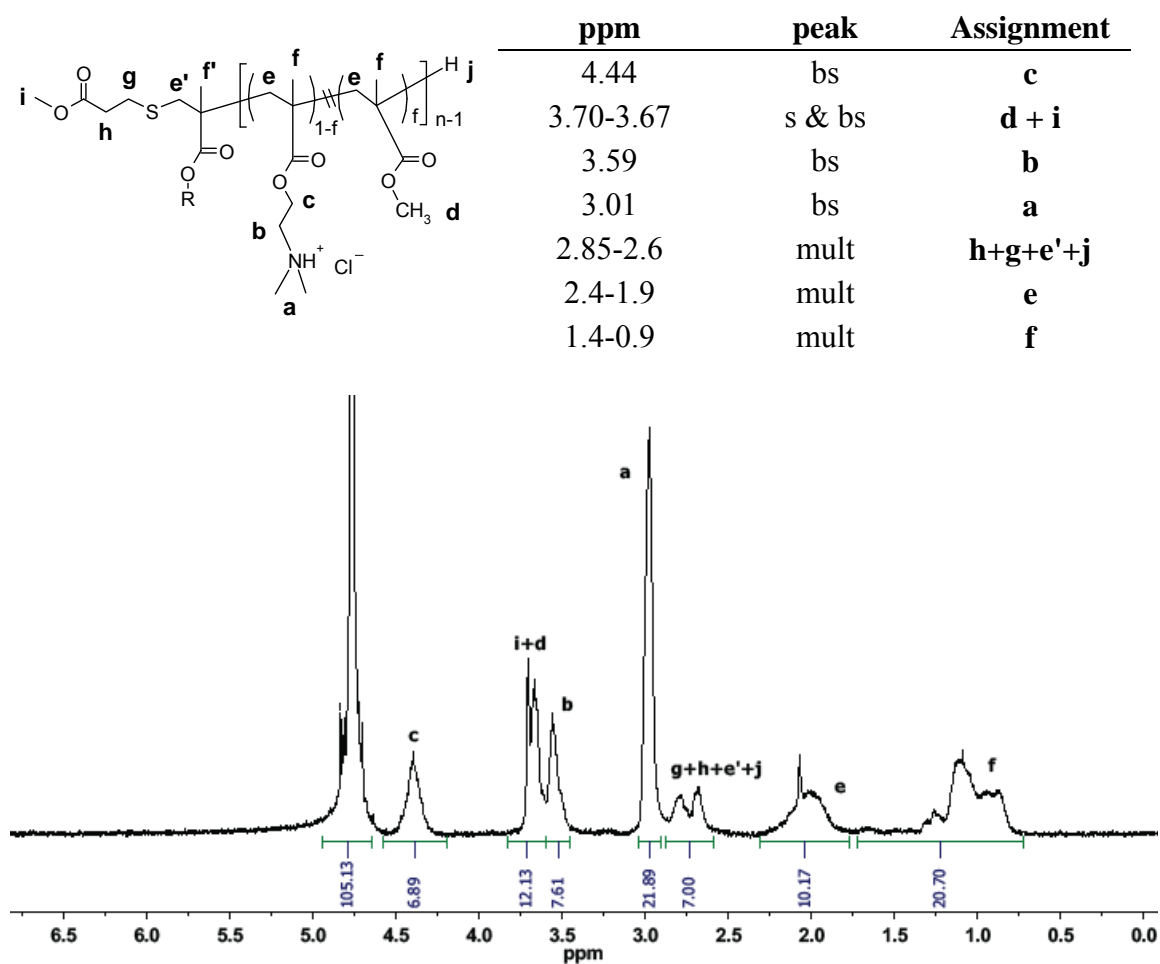 ppm peak Assignment
4.44 bs c
3.70-3.67 s & bs d + i
3.59 bs b
3.01 bs a
2.85-2.6 mult h+g+e'+j
2.4-1.9 mult e
1.4-0.9 mult f
i O O h g S e' f' O O R
e f 1-f O O c b NH+ Cl− a
e f f O O CH3 d
H j n-1
a
i+d
b
c
g+h+e'+j
e
f
105.13 6.89 12.13 7.61 21.89 7.00 10.17 20.70
6.5 6.0 5.5 5.0 4.5 4.0 3.5 3.0 2.5 2.0 1.5 1.0 0.5 0.0
ppm